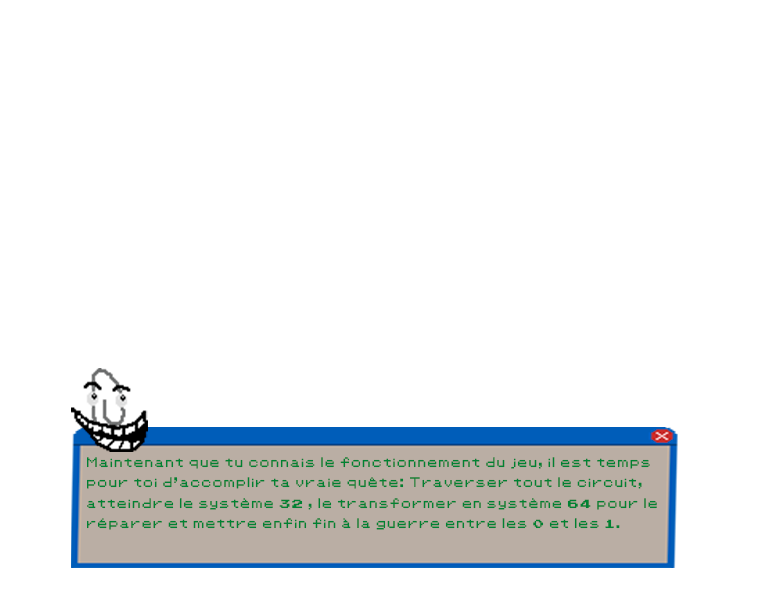 Maintenant que tu connais le fonctionnement du jeu, il est temps
pour toi d'accomplir ta vraie quête: Traverser tout le circuit,
atteindre le système 32 , le transformer en système 64 pour le
réparer et mettre enfin fin à la guerre entre les 0 et les 1.